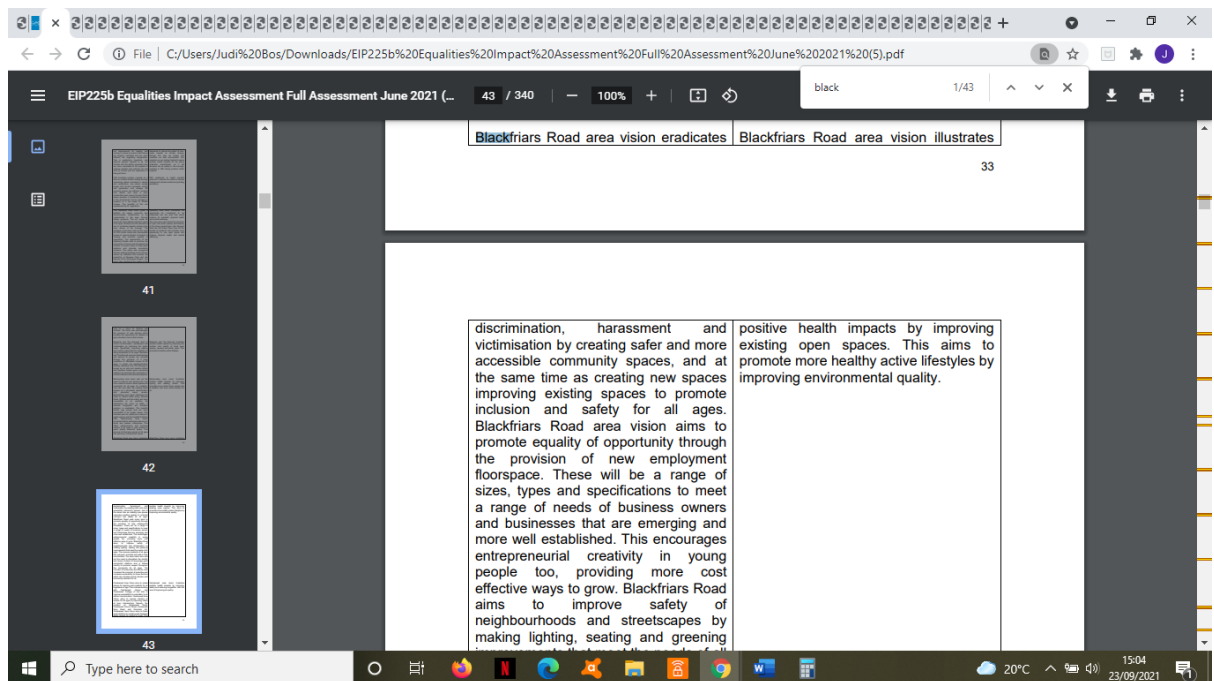 File | C:/Users/Judi%20Bos/Downloads/EIP225b%20Equalities%20Impact%20Assessment%20Full%20Assessment%20June%202021%20(5).pdf
J
EIP225b Equalities Impact Assessment Full Assessment June 2021 (...
43 / 340
100%
black
1/43
41
42
43
Blackfriars Road area vision eradicates
Blackfriars Road area vision illustrates
33
discrimination, harassment and
victimisation by creating safer and more
accessible community spaces, and at
the same time as creating new spaces
improving existing spaces to promote
inclusion and safety for all ages.
Blackfriars Road area vision aims to
promote equality of opportunity through
the provision of new employment
floorspace. These will be a range of
sizes, types and specifications to meet
a range of needs of business owners
and businesses that are emerging and
more well established. This encourages
entrepreneurial creativity in young
people too, providing more cost
effective ways to grow. Blackfriars Road
aims to improve safety of
neighbourhoods and streetscapes by
making lighting, seating and greening
improvements that meet the needs of all
positive health impacts by improving
existing open spaces. This aims to
promote more healthy active lifestyles by
improving environmental quality.
Type here to search
N
W
20°C
15:04
23/09/2021